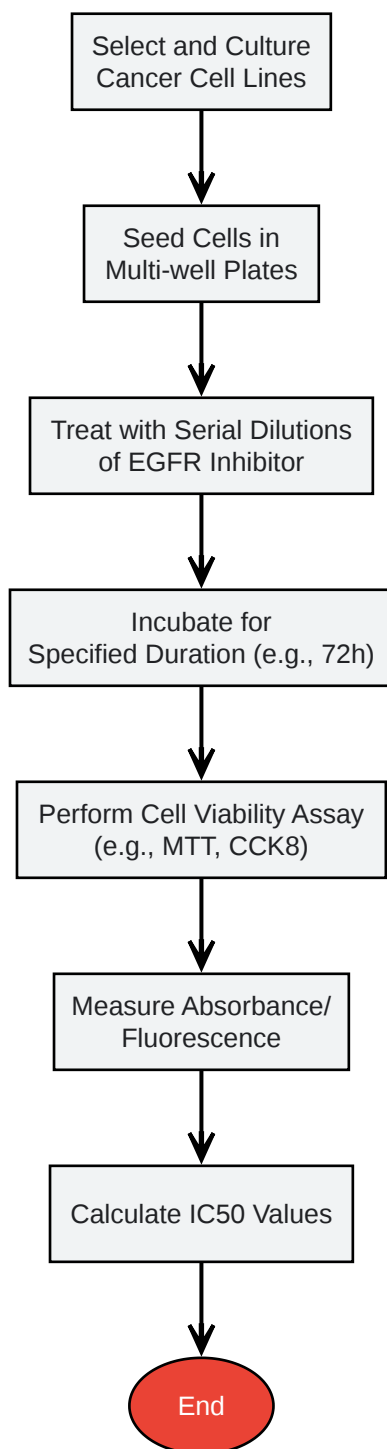 Select and Culture
Cancer Cell Lines
Seed Cells in
Multi-well Plates
Treat with Serial Dilutions
of EGFR Inhibitor
Incubate for
Specified Duration (e.g., 72h)
Perform Cell Viability Assay
(e.g., MTT, CCK8)
Measure Absorbance/
Fluorescence
Calculate IC50 Values
End